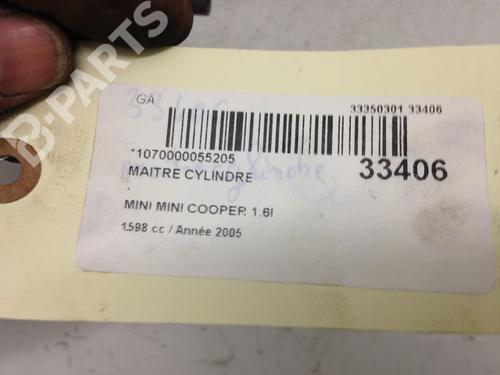 B-PARTS
GA
33350301 33406
*1070000055205
33406
MAITRE CYLINDRE
MINI MINI COOPER 1.6I
1598 cc / Année 2005